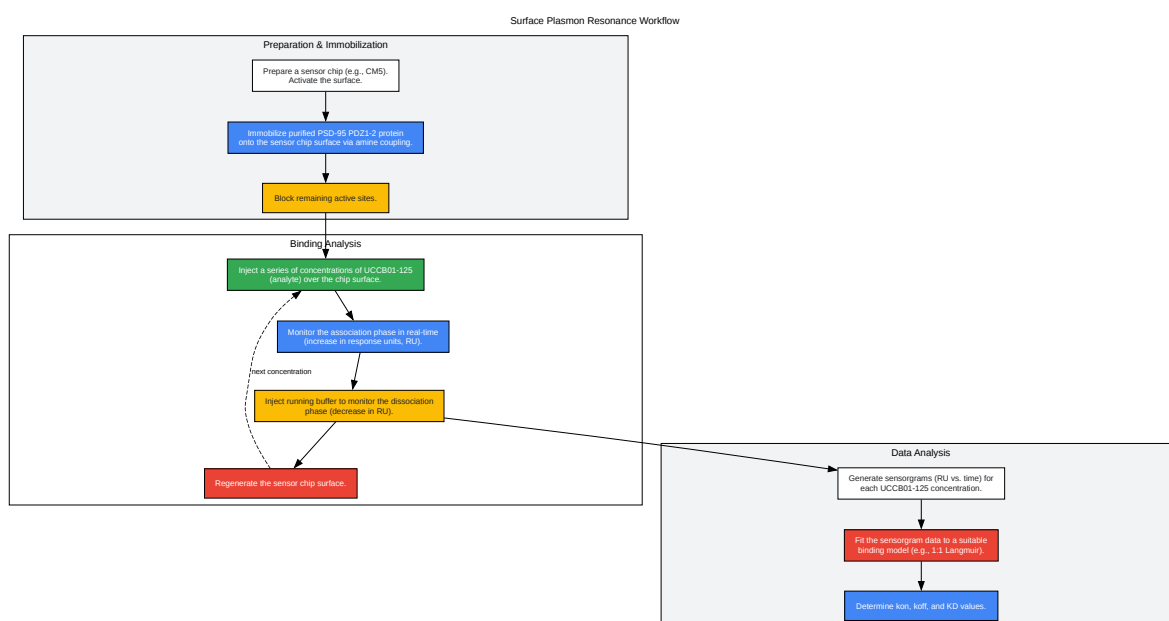 Surface Plasmon Resonance Workflow
Preparation & Immobilization
Prepare a sensor chip (e.g., CM5).
Activate the surface.
Immobilize purified PSD-95 PDZ1-2 protein
onto the sensor chip surface via amine coupling.
Block remaining active sites.
Binding Analysis
Inject a series of concentrations of UCCB01-125
(analyte) over the chip surface.
Monitor the association phase in real-time
(increase in response units, RU).
next concentration
Inject running buffer to monitor the dissociation
phase (decrease in RU).
Regenerate the sensor chip surface.
Data Analysis
Generate sensorgrams (RU vs. time) for
each UCCB01-125 concentration.
Fit the sensorgram data to a suitable
binding model (e.g., 1:1 Langmuir).
Determine kon, koff, and KD values.